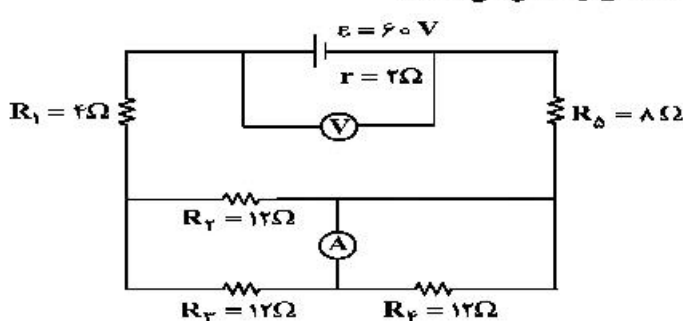 ε = ۶۰ V
r = ۲Ω
R۱ = ۴Ω
V
R۵ = ۸Ω
R۲ = ۱۲Ω
A
R۳ = ۱۲Ω
R۴ = ۱۲Ω